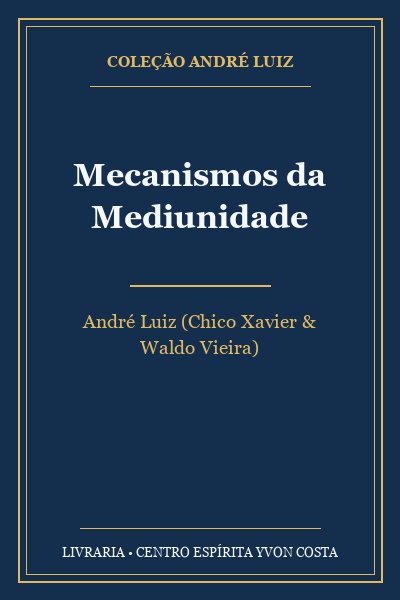 COLEÇÃO ANDRÉ LUIZ
Mecanismos da
Mediunidade
André Luiz (Chico Xavier &
Waldo Vieira)
LIVRARIA • CENTRO ESPÍRITA YVON COSTA